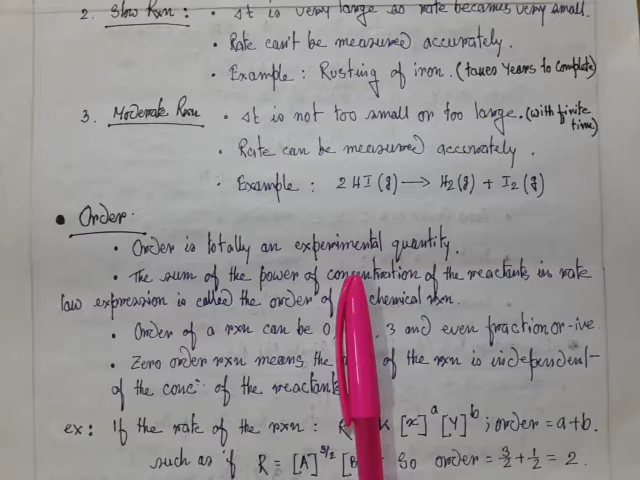 2. Slow Rxn : • Δt is very large so rate becomes very small.
• Rate can't be measured accurately.
• Example : Rusting of iron. (takes years to complete)
3. Moderate Rxn • Δt is not too small or too large. (with finite time)
• Rate can be measured accurately.
• Example : 2HI(g) → H₂(g) + I₂(g)
• Order.
• Order is totally an experimental quantity.
• The sum of the power of concentration of the reactants in rate
law expression is called the order of chemical rxn.
• Order of a rxn can be 0, 3 and even fraction or -ive.
• Zero order rxn means the of the rxn is independent
of the concⁿ of the reactants
ex: If the rate of the rxn : R K [x]ᵃ [Y]ᵇ ; order = a+b.
such as if R = [A]^3/2 [B So order = 3/2 + 1/2 = 2.